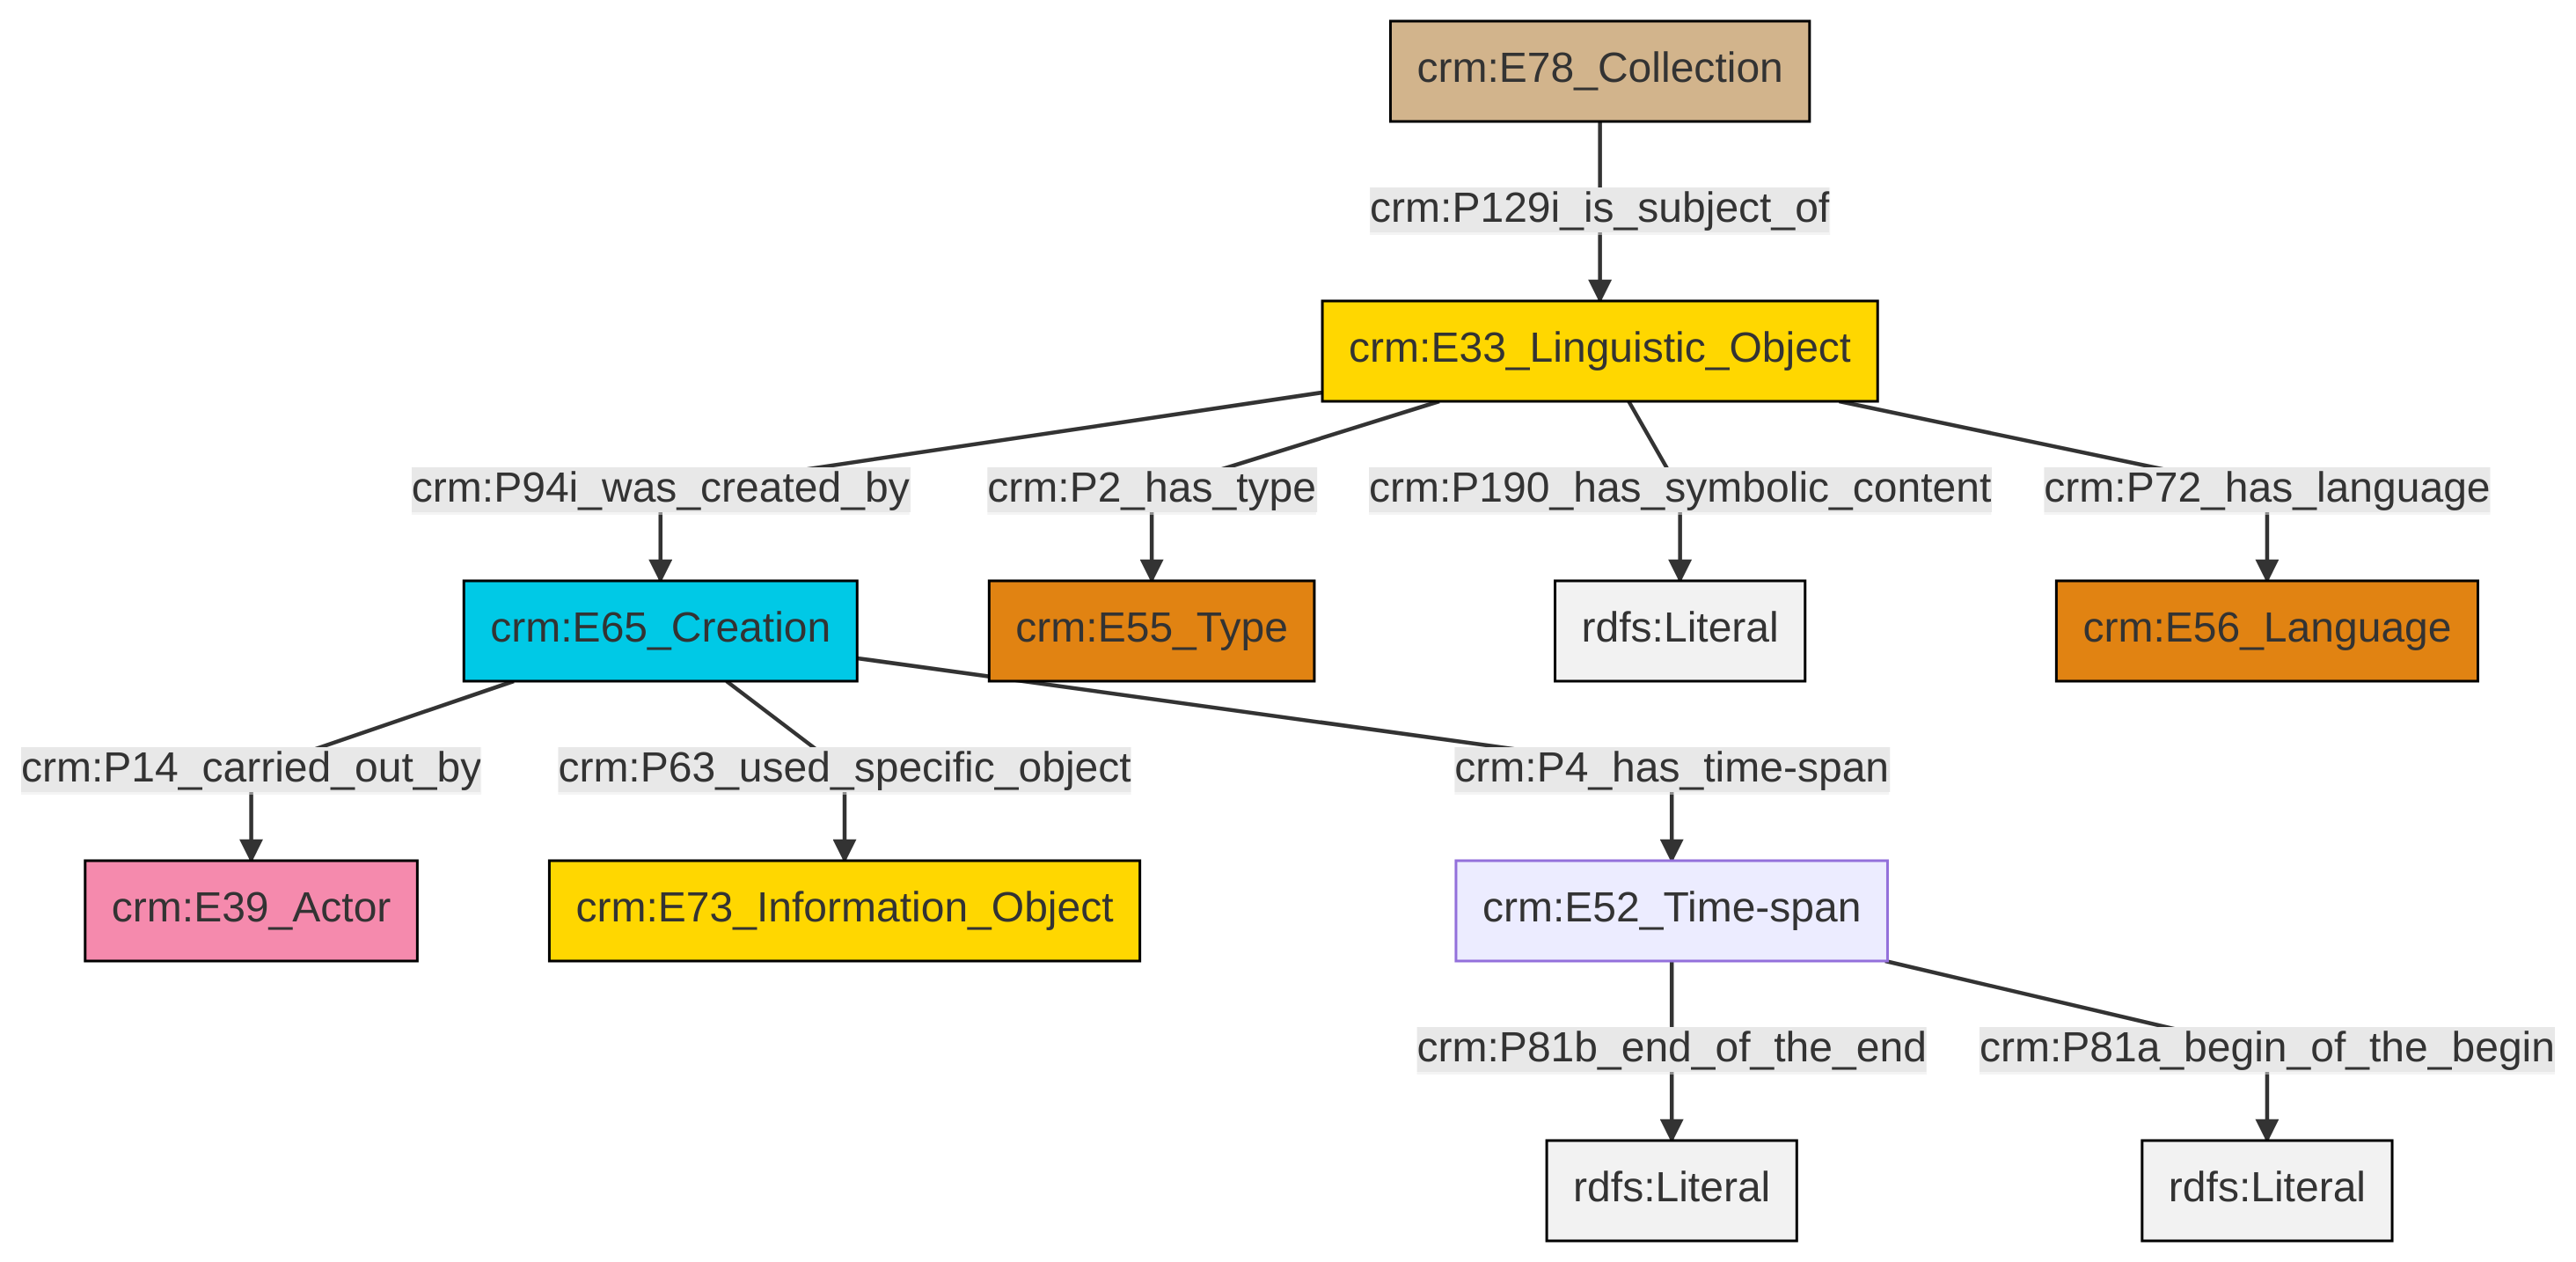 crm:E78_Collection
crm:P129i_is_subject_of
crm:E33_Linguistic_Object
crm:P94i_was_created_by
crm:P2_has_type
crm:P190_has_symbolic_content
crm:P72_has_language
crm:E65_Creation
crm:E55_Type
rdfs:Literal
crm:E56_Language
crm:P14_carried_out_by
crm:P63_used_specific_object
crm:P4_has_time-span
crm:E39_Actor
crm:E73_Information_Object
crm:E52_Time-span
crm:P81b_end_of_the_end
crm:P81a_begin_of_the_begin
rdfs:Literal
rdfs:Literal